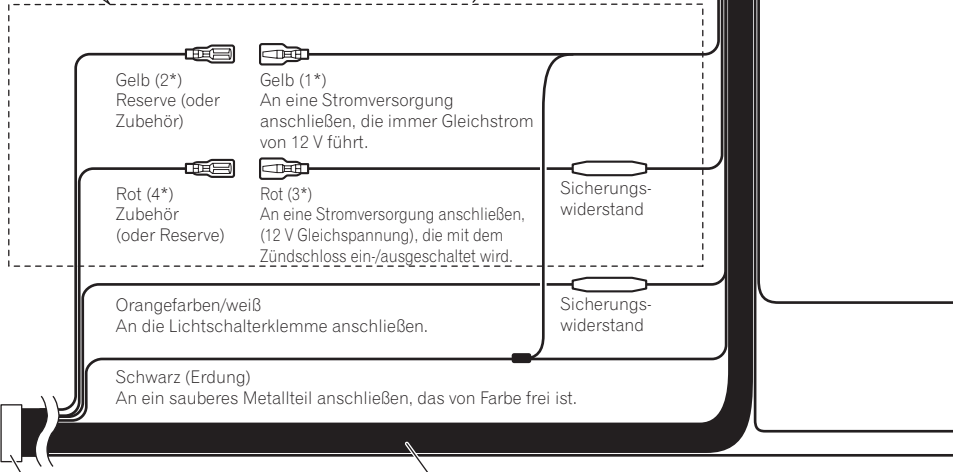 Gelb (2*)
Reserve (oder
Zubehör)
Gelb (1*)
An eine Stromversorgung
anschließen, die immer Gleichstrom
von 12 V führt.
Rot (4*)
Zubehör
(oder Reserve)
Rot (3*)
An eine Stromversorgung anschließen,
(12 V Gleichspannung), die mit dem
Zündschloss ein-/ausgeschaltet wird.
Sicherungs-
widerstand
Orangefarben/weiß
An die Lichtschalterklemme anschließen.
Sicherungs-
widerstand
Schwarz (Erdung)
An ein sauberes Metallteil anschließen, das von Farbe frei ist.